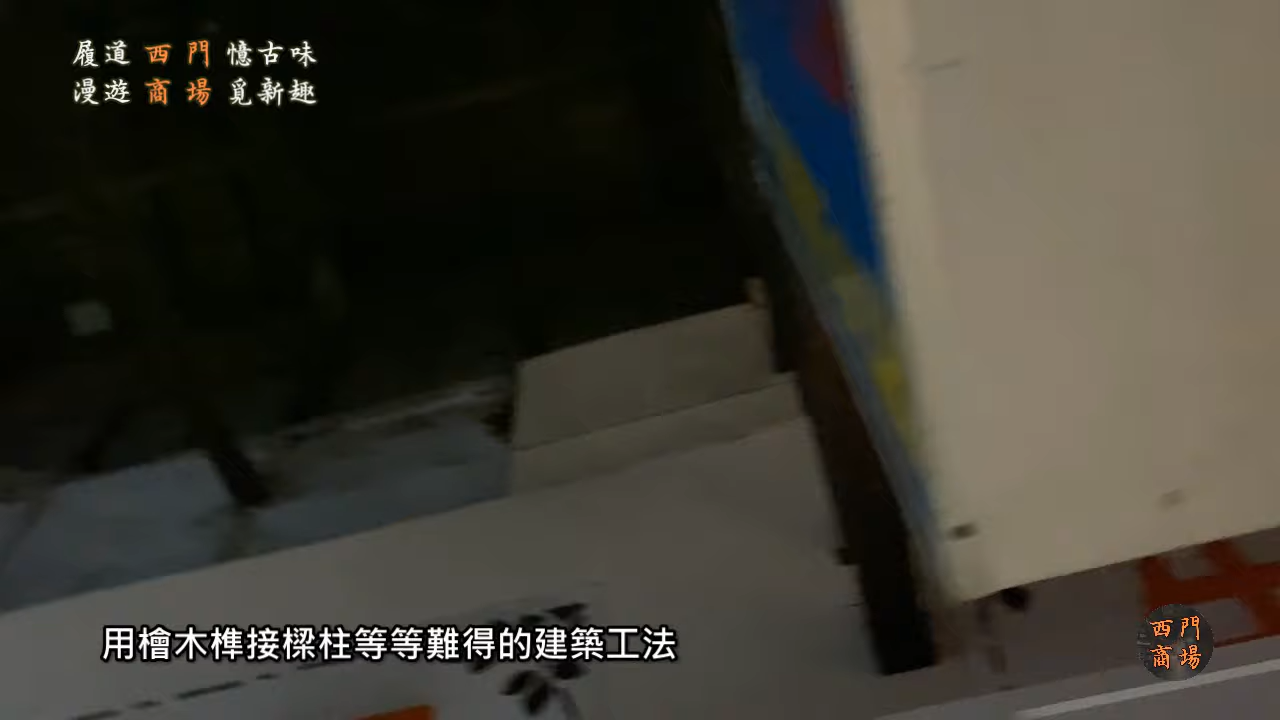 履道西門憶古味
漫遊商場覓新趣
用檜木榫接樑柱等等難得的建築工法
西門
商場